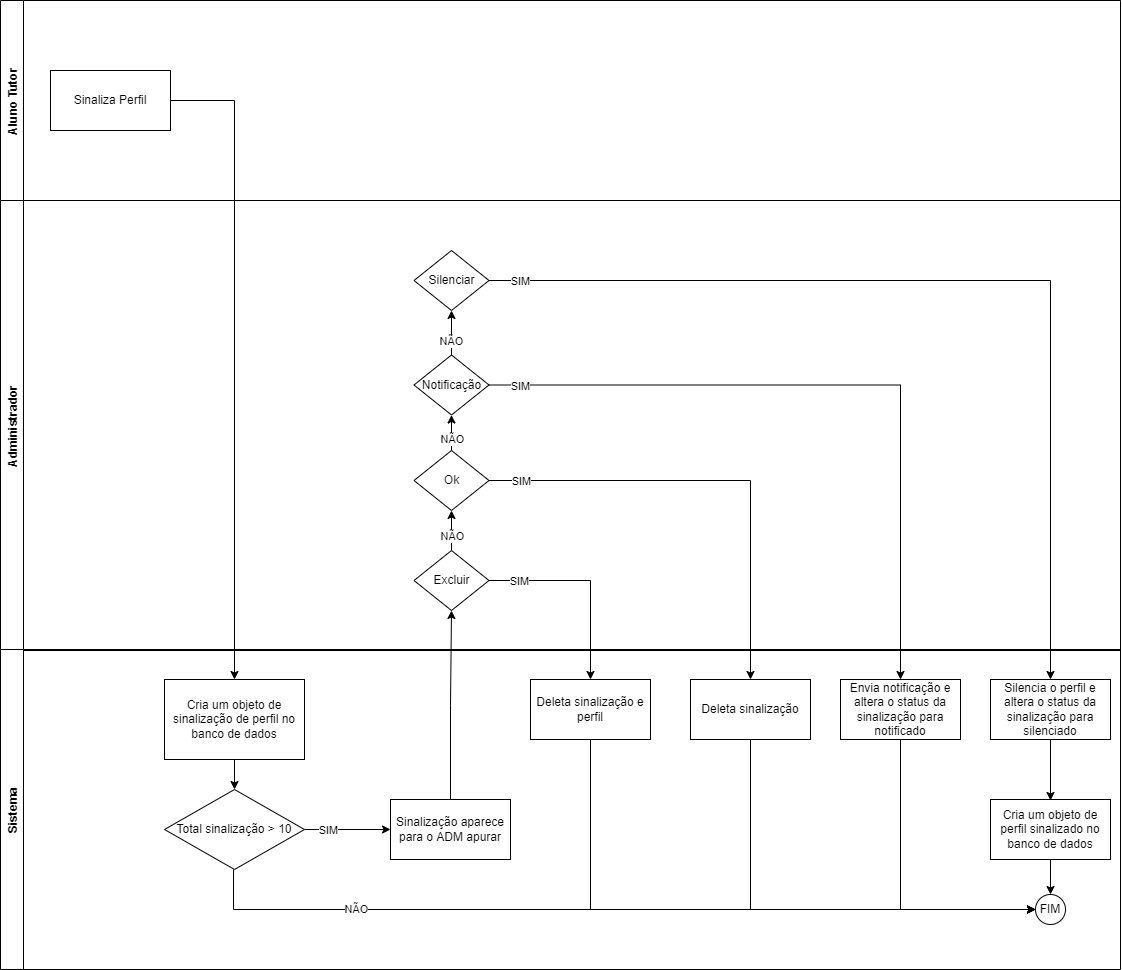 Aluno Tutor
Sinaliza Perfil
Administrador
Silenciar
SIM
NÃO
Notificação
SIM
NÃO
Ok
SIM
NÃO
Excluir
SIM
Sistema
Cria um objeto de
sinalização de perfil no
banco de dados
Deleta sinalização e
perfil
Deleta sinalização
Envia notificação e
altera o status da
sinalização para
notificado
Silencia o perfil e
altera o status da
sinalização para
silenciado
Total sinalização > 10
SIM
Sinalização aparece
para o ADM apurar
Cria um objeto de
perfil sinalizado no
banco de dados
NÃO
FIM